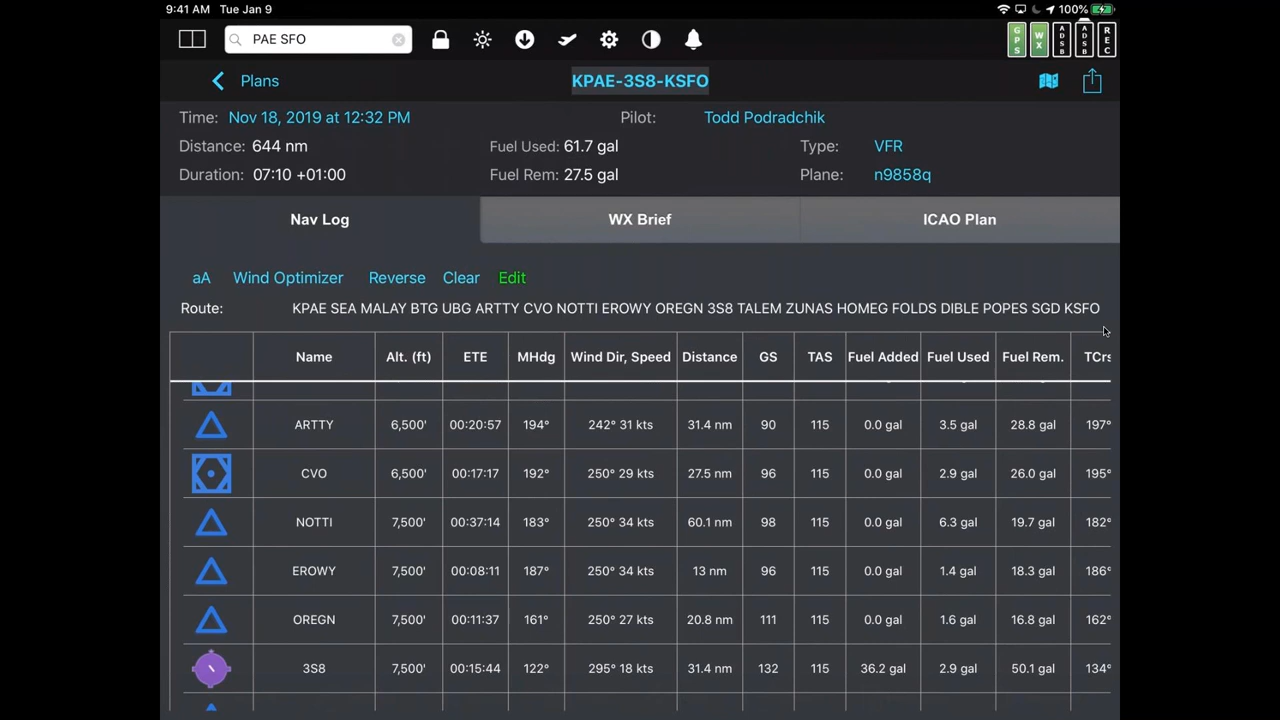 9:41 AM Tue Jan 9 100%
PAE SFO GPS WX ADSB ADSB REC
Plans KPAE-3S8-KSFO
Time: Nov 18, 2019 at 12:32 PM Pilot: Todd Podradchik
Distance: 644 nm Fuel Used: 61.7 gal Type: VFR
Duration: 07:10 +01:00 Fuel Rem: 27.5 gal Plane: n9858q
Nav Log WX Brief ICAO Plan
aA Wind Optimizer Reverse Clear Edit
Route: KPAE SEA MALAY BTG UBG ARTTY CVO NOTTI EROWY OREGN 3S8 TALEM ZUNAS HOMEG FOLDS DIBLE POPES SGD KSFO
Name Alt. (ft) ETE MHdg Wind Dir, Speed Distance GS TAS Fuel Added Fuel Used Fuel Rem. TCrs
ARTTY 6,500' 00:20:57 194° 242° 31 kts 31.4 nm 90 115 0.0 gal 3.5 gal 28.8 gal 197°
CVO 6,500' 00:17:17 192° 250° 29 kts 27.5 nm 96 115 0.0 gal 2.9 gal 26.0 gal 195°
NOTTI 7,500' 00:37:14 183° 250° 34 kts 60.1 nm 98 115 0.0 gal 6.3 gal 19.7 gal 182°
EROWY 7,500' 00:08:11 187° 250° 34 kts 13 nm 96 115 0.0 gal 1.4 gal 18.3 gal 186°
OREGN 7,500' 00:11:37 161° 250° 27 kts 20.8 nm 111 115 0.0 gal 1.6 gal 16.8 gal 162°
3S8 7,500' 00:15:44 122° 295° 18 kts 31.4 nm 132 115 36.2 gal 2.9 gal 50.1 gal 134°